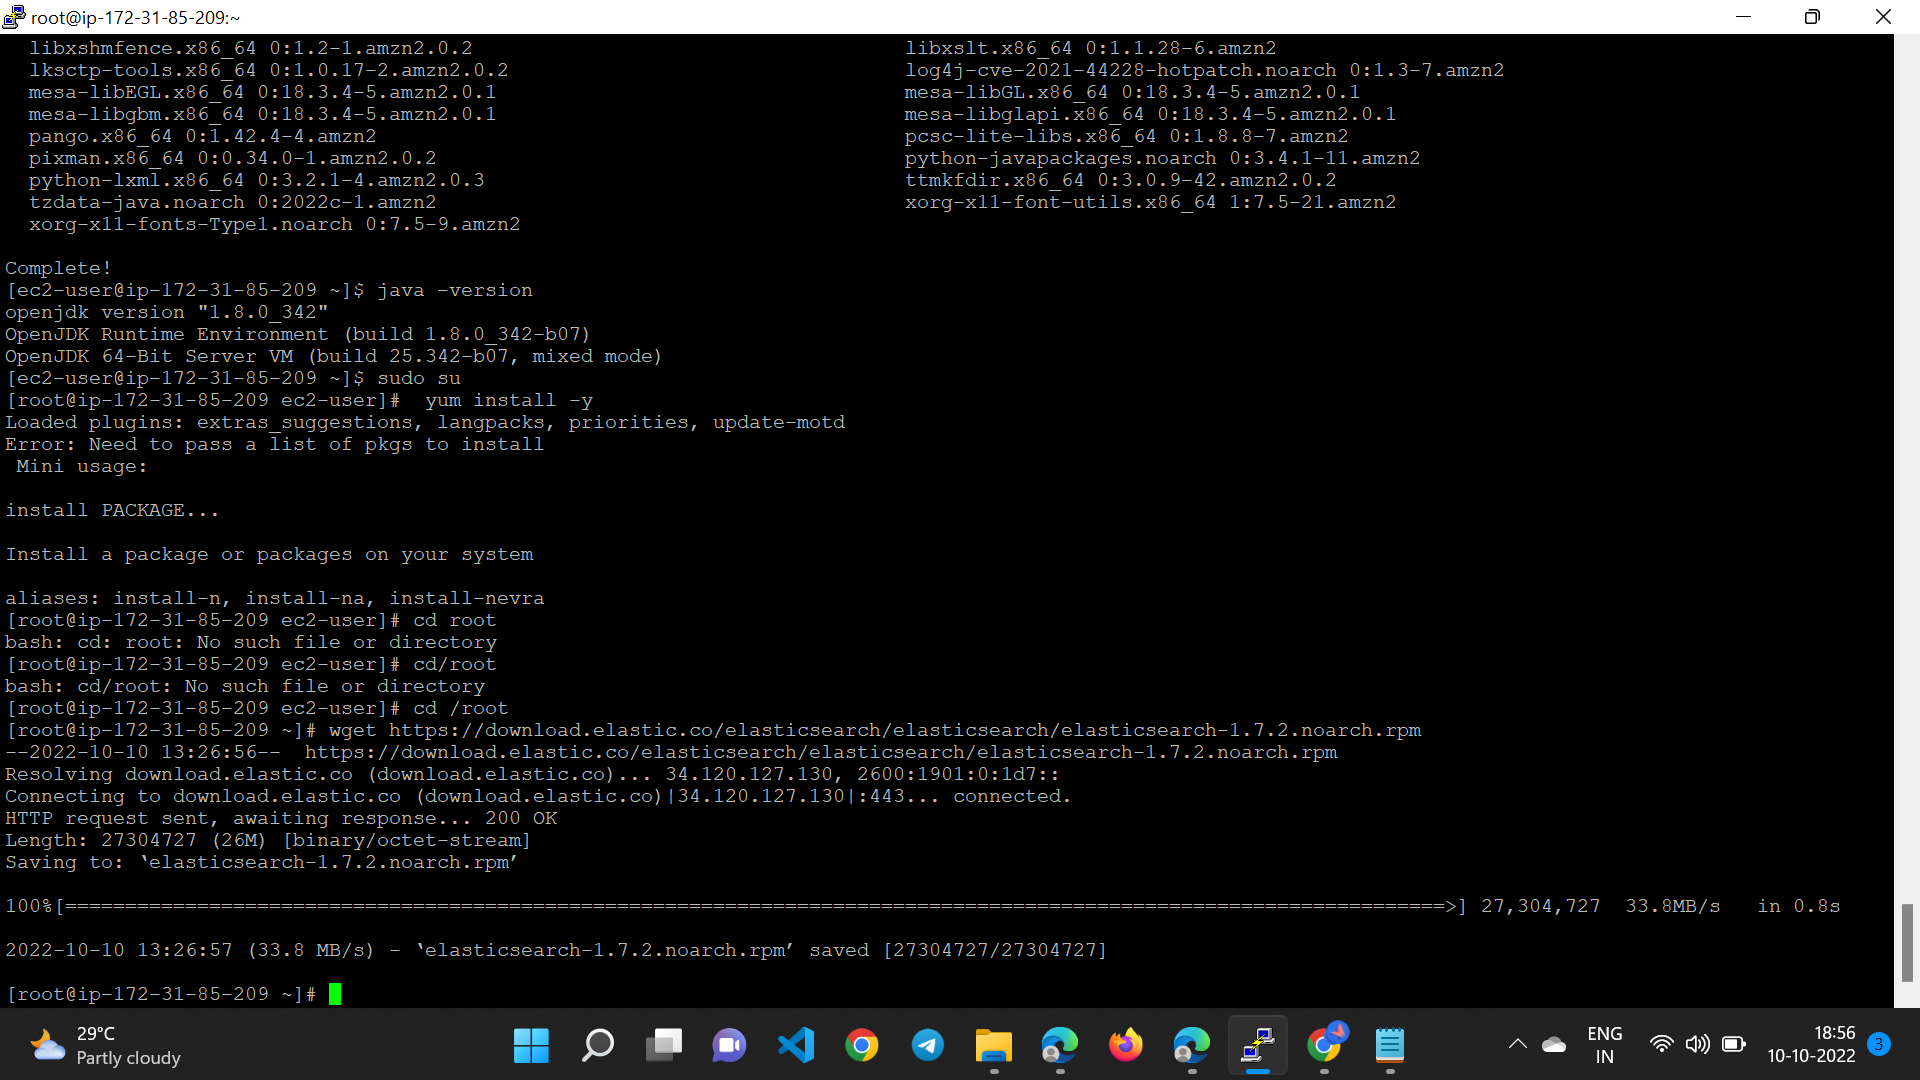 root@ip-172-31-85-209:~
libxshmfence.x86_64 0:1.2-1.amzn2.0.2 libxslt.x86_64 0:1.1.28-6.amzn2
lksctp-tools.x86_64 0:1.0.17-2.amzn2.0.2 log4j-cve-2021-44228-hotpatch.noarch 0:1.3-7.amzn2
mesa-libEGL.x86_64 0:18.3.4-5.amzn2.0.1 mesa-libGL.x86_64 0:18.3.4-5.amzn2.0.1
mesa-libgbm.x86_64 0:18.3.4-5.amzn2.0.1 mesa-libglapi.x86_64 0:18.3.4-5.amzn2.0.1
pango.x86_64 0:1.42.4-4.amzn2 pcsc-lite-libs.x86_64 0:1.8.8-7.amzn2
pixman.x86_64 0:0.34.0-1.amzn2.0.2 python-javapackages.noarch 0:3.4.1-11.amzn2
python-lxml.x86_64 0:3.2.1-4.amzn2.0.3 ttmkfdir.x86_64 0:3.0.9-42.amzn2.0.2
tzdata-java.noarch 0:2022c-1.amzn2 xorg-x11-font-utils.x86_64 1:7.5-21.amzn2
xorg-x11-fonts-Type1.noarch 0:7.5-9.amzn2
Complete!
[ec2-user@ip-172-31-85-209 ~]$ java -version
openjdk version "1.8.0_342"
OpenJDK Runtime Environment (build 1.8.0_342-b07)
OpenJDK 64-Bit Server VM (build 25.342-b07, mixed mode)
[ec2-user@ip-172-31-85-209 ~]$ sudo su
[root@ip-172-31-85-209 ec2-user]#  yum install -y
Loaded plugins: extras_suggestions, langpacks, priorities, update-motd
Error: Need to pass a list of pkgs to install
Mini usage:
install PACKAGE...
Install a package or packages on your system
aliases: install-n, install-na, install-nevra
[root@ip-172-31-85-209 ec2-user]# cd root
bash: cd: root: No such file or directory
[root@ip-172-31-85-209 ec2-user]# cd/root
bash: cd/root: No such file or directory
[root@ip-172-31-85-209 ec2-user]# cd /root
[root@ip-172-31-85-209 ~]# wget https://download.elastic.co/elasticsearch/elasticsearch/elasticsearch-1.7.2.noarch.rpm
--2022-10-10 13:26:56--  https://download.elastic.co/elasticsearch/elasticsearch/elasticsearch-1.7.2.noarch.rpm
Resolving download.elastic.co (download.elastic.co)... 34.120.127.130, 2600:1901:0:1d7::
Connecting to download.elastic.co (download.elastic.co)|34.120.127.130|:443... connected.
HTTP request sent, awaiting response... 200 OK
Length: 27304727 (26M) [binary/octet-stream]
Saving to: ‘elasticsearch-1.7.2.noarch.rpm’
100%[===================================================================================================================>] 27,304,727  33.8MB/s   in 0.8s
2022-10-10 13:26:57 (33.8 MB/s) - ‘elasticsearch-1.7.2.noarch.rpm’ saved [27304727/27304727]
[root@ip-172-31-85-209 ~]#
29°C
Partly cloudy
ENG
IN
18:56
10-10-2022
3